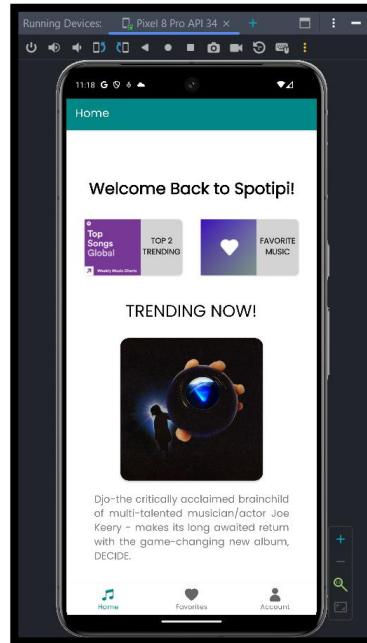 Running Devices: Pixel 8 Pro API 34
11:18
Home
Welcome Back to Spotipi!
Top
Songs
Global
Weekly Music Charts
TOP 2
TRENDING
FAVORITE
MUSIC
TRENDING NOW!
Djo-the critically acclaimed brainchild
of multi-talented musician/actor Joe
Keery - makes its long awaited return
with the game-changing new album,
DECIDE.
Home Favorites Account